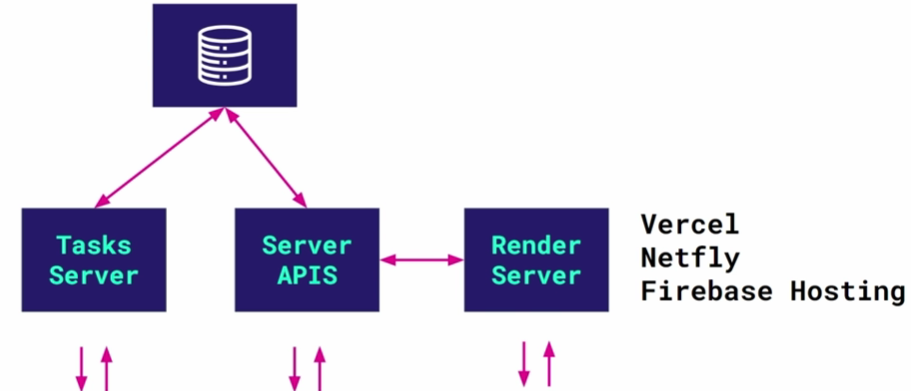 Tasks
Server
Server
APIS
Render
Server
Vercel
Netfly
Firebase Hosting